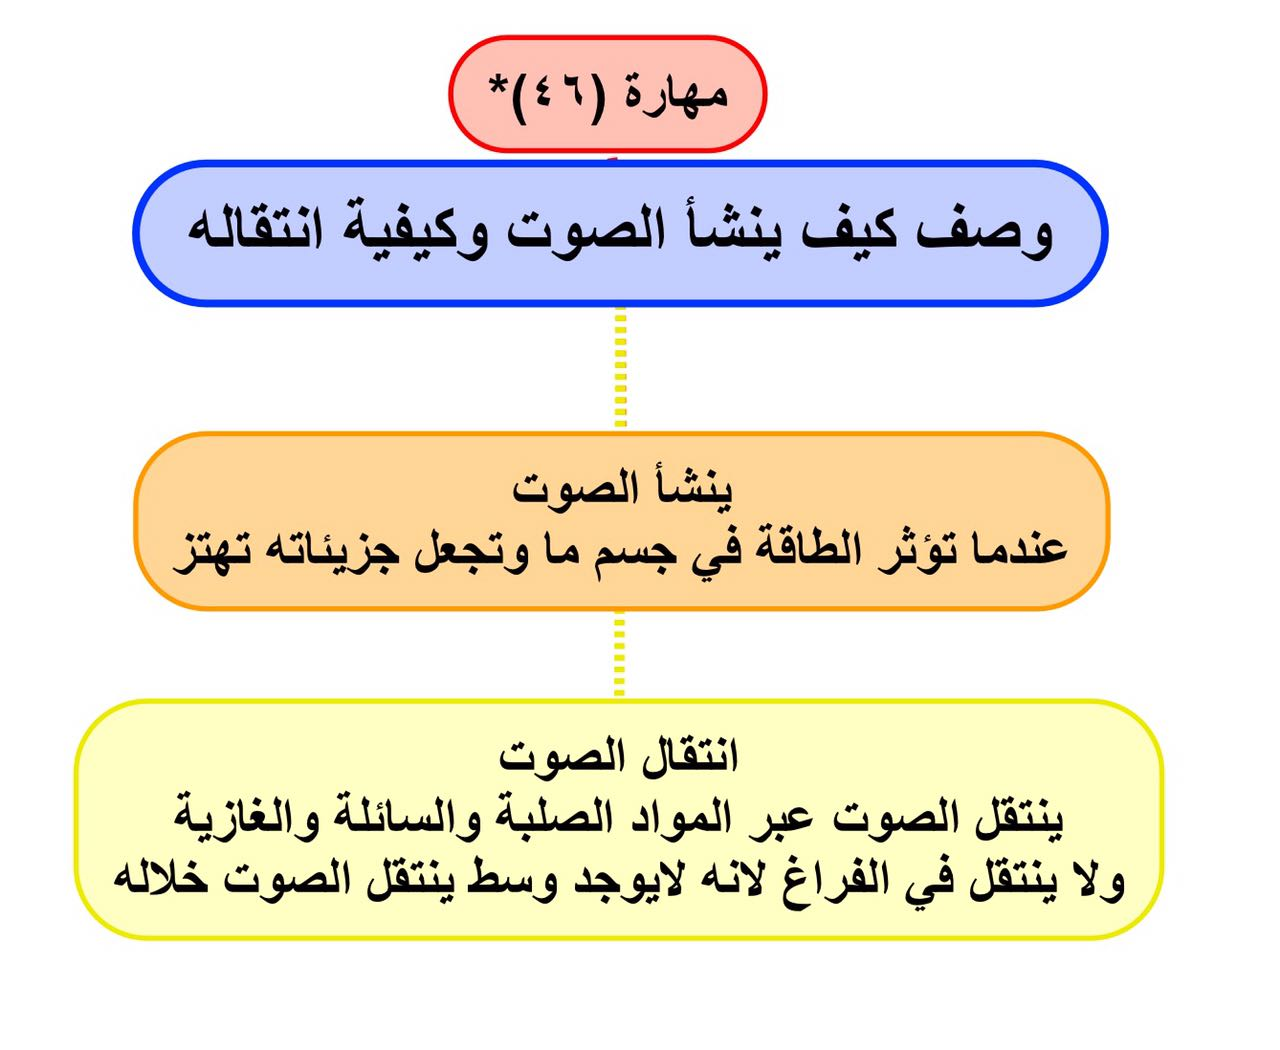 مهارة (٤٦)*
وصف كيف ينشأ الصوت وكيفية انتقاله
ينشأ الصوت
عندما تؤثر الطاقة في جسم ما وتجعل جزيئاته تهتز
انتقال الصوت
ينتقل الصوت عبر المواد الصلبة والسائلة والغازية
ولا ينتقل في الفراغ لانه لايوجد وسط ينتقل الصوت خلاله